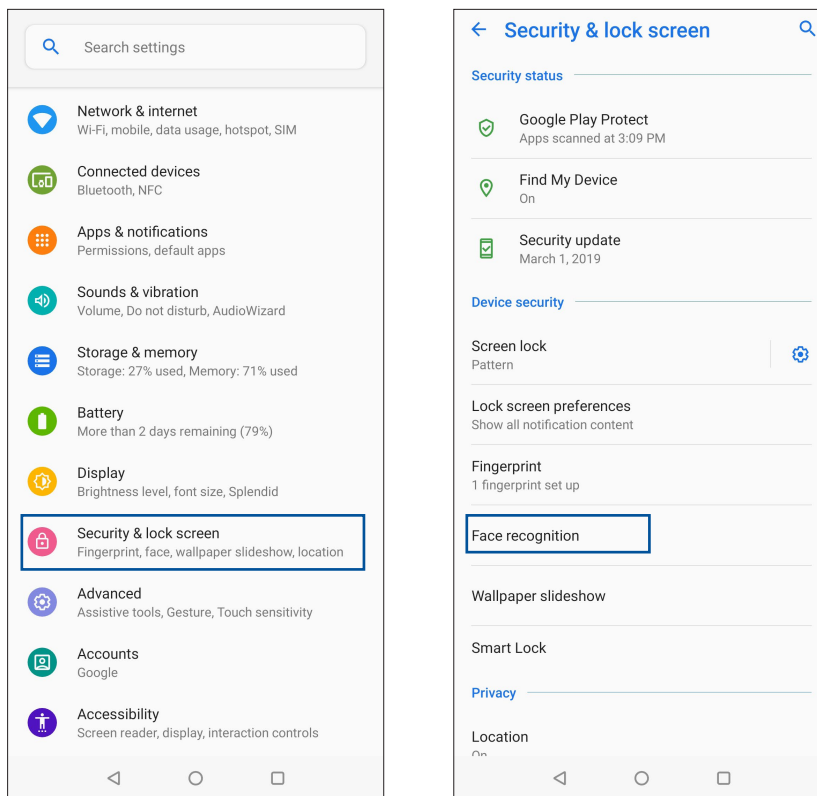 Search settings
Network & internet
Wi-Fi, mobile, data usage, hotspot, SIM
Connected devices
Bluetooth, NFC
Apps & notifications
Permissions, default apps
Sounds & vibration
Volume, Do not disturb, AudioWizard
Storage & memory
Storage: 27% used, Memory: 71% used
Battery
More than 2 days remaining (79%)
Display
Brightness level, font size, Splendid
Security & lock screen
Fingerprint, face, wallpaper slideshow, location
Advanced
Assistive tools, Gesture, Touch sensitivity
Accounts
Google
Accessibility
Screen reader, display, interaction controls
Security & lock screen
Security status
Google Play Protect
Apps scanned at 3:09 PM
Find My Device
On
Security update
March 1, 2019
Device security
Screen lock
Pattern
Lock screen preferences
Show all notification content
Fingerprint
1 fingerprint set up
Face recognition
Wallpaper slideshow
Smart Lock
Privacy
Location
On